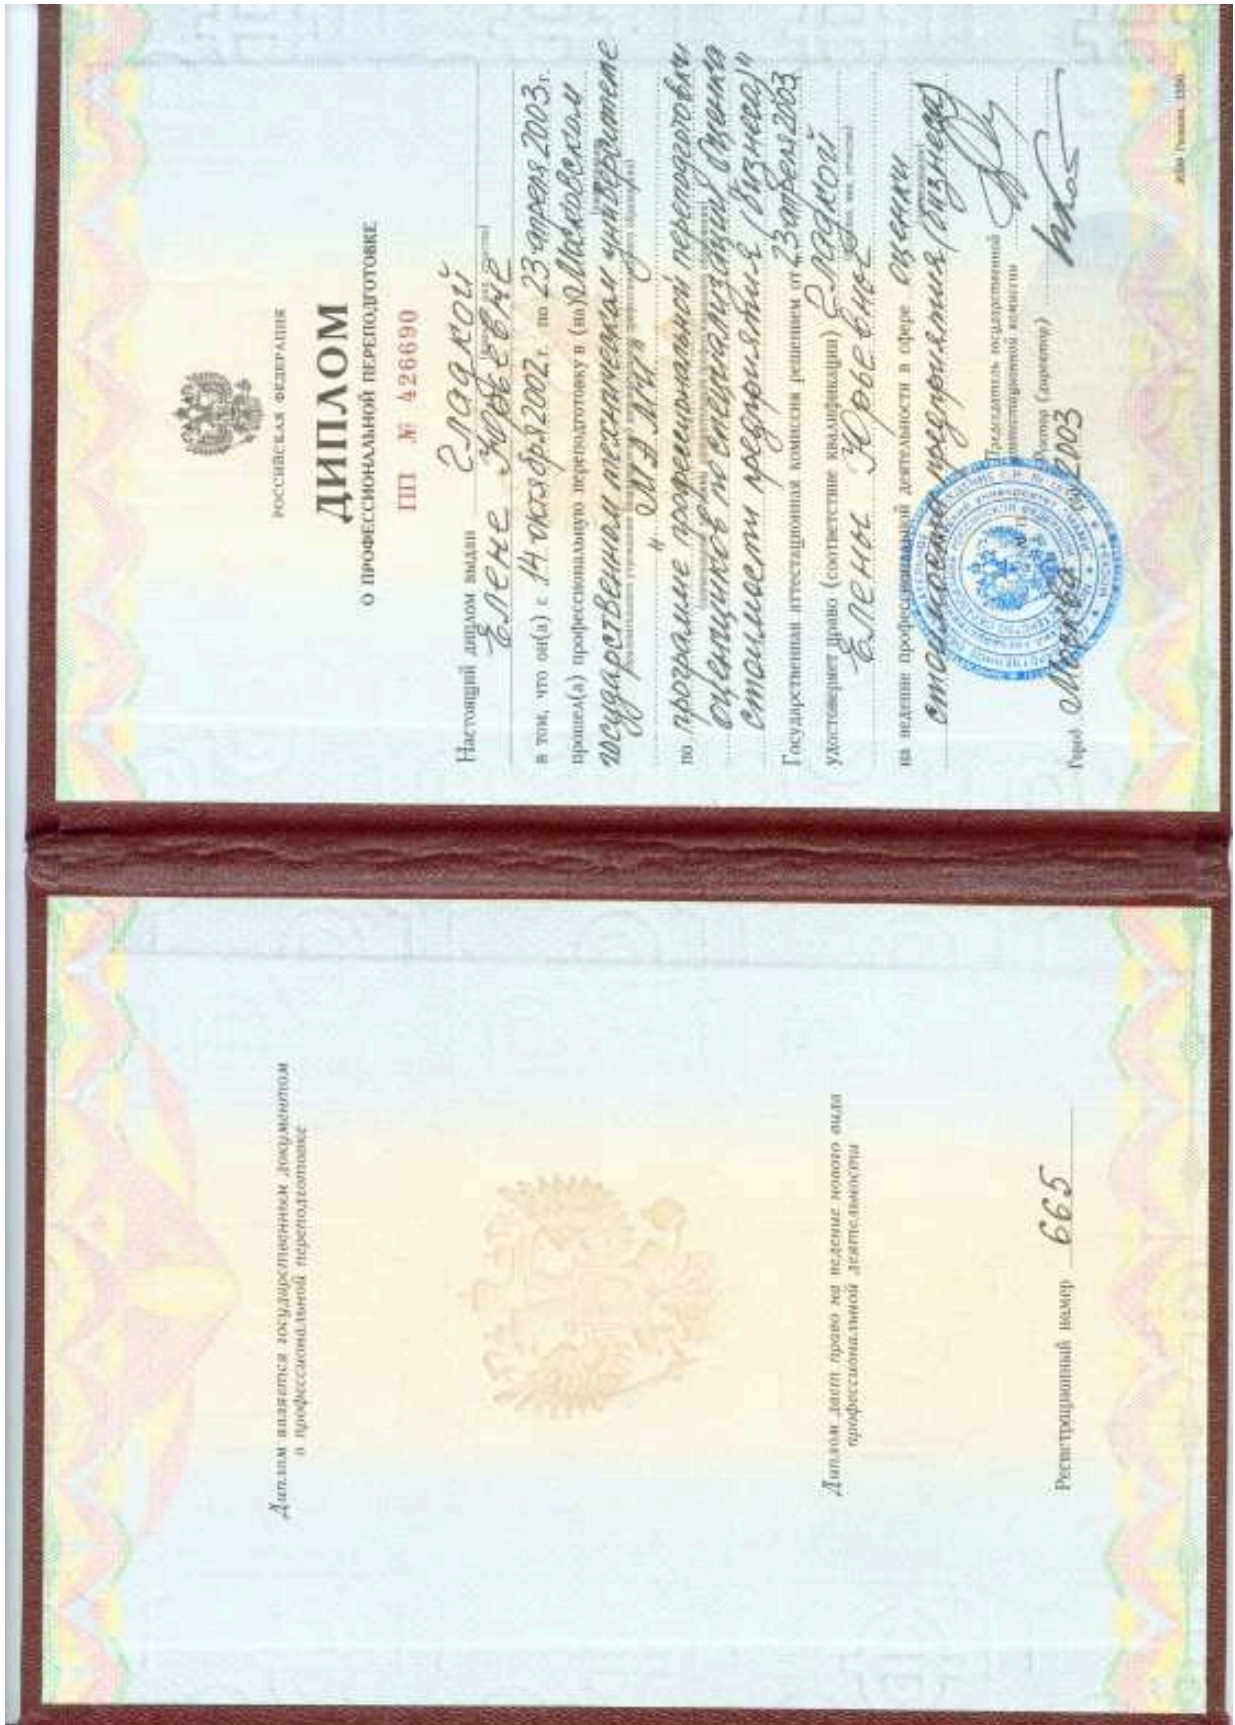 Диплом является государственным документом
о профессиональной переподготовке
Диплом дает право на ведение нового вида
профессиональной деятельности
Регистрационный номер 665
РОССИЙСКАЯ ФЕДЕРАЦИЯ
ДИПЛОМ
О ПРОФЕССИОНАЛЬНОЙ ПЕРЕПОДГОТОВКЕ
ПП № 426690
Настоящий диплом выдан Гладкой
Елене Юрьевне
в том, что он(а) с 14 октября 2002 г. по 23 апреля 2003 г.
прошел(а) профессиональную переподготовку в (на) Московском
государственном техническом университете
"МАМИ"
по программе профессиональной переподготовки
оценщиков по специализации "Оценка
стоимости предприятия (бизнеса)"
Государственная аттестационная комиссия решением от 23 апреля 2003
удостоверяет право (соответствие квалификации) Гладкой
Елены Юрьевны
на ведение профессиональной деятельности в сфере оценки
стоимости предприятия (бизнеса)
Председатель государственной
аттестационной комиссии
Ректор (директор)
Город Москва 2003